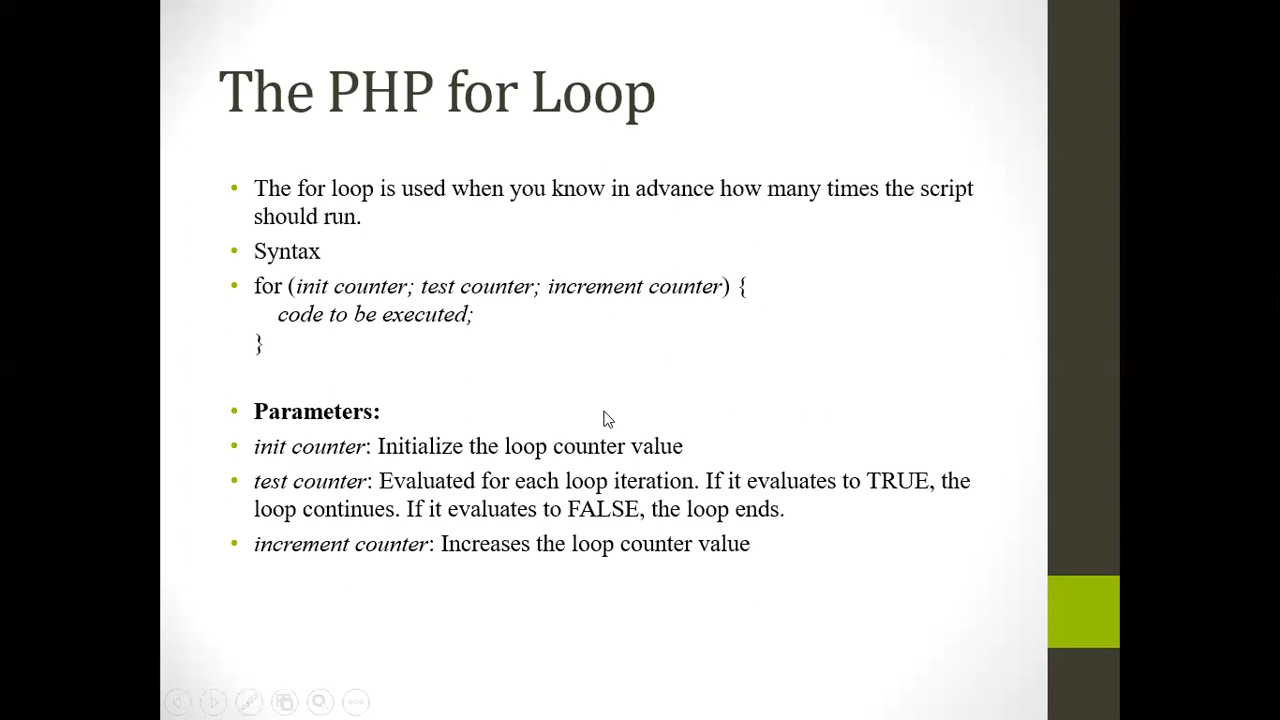 The PHP for Loop
• The for loop is used when you know in advance how many times the script
should run.
• Syntax
• for (init counter; test counter; increment counter) {
code to be executed;
}
• Parameters:
• init counter: Initialize the loop counter value
• test counter: Evaluated for each loop iteration. If it evaluates to TRUE, the
loop continues. If it evaluates to FALSE, the loop ends.
• increment counter: Increases the loop counter value